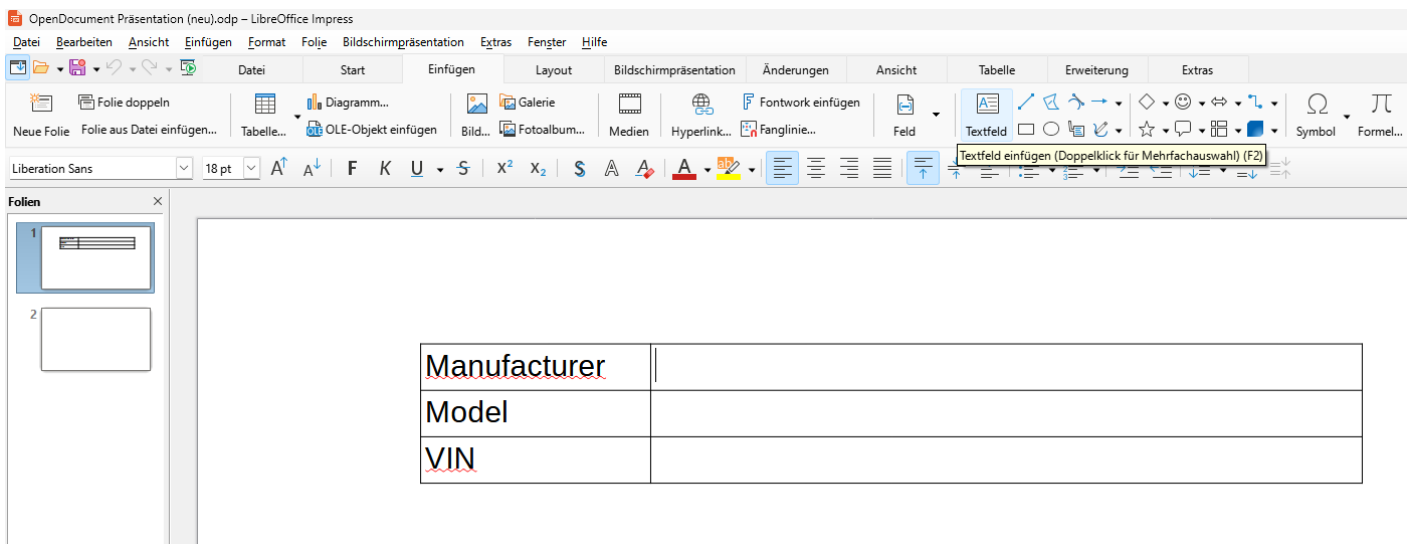 OpenDocument Präsentation (neu).odp – LibreOffice Impress
Datei Bearbeiten Ansicht Einfügen Format Folie Bildschirmpräsentation Extras Fenster Hilfe
Datei Start Einfügen Layout Bildschirmpräsentation Änderungen Ansicht Tabelle Erweiterung Extras
Folie doppeln Diagramm... Galerie Fontwork einfügen
Neue Folie Folie aus Datei einfügen... Tabelle... OLE-Objekt einfügen Bild... Fotoalbum... Medien Hyperlink... Fanglinie... Feld Textfeld Symbol Formel...
Textfeld einfügen (Doppelklick für Mehrfachauswahl) (F2)
Liberation Sans 18 pt A A F K U S X² X₂ S A A A ab
Folien
1
2
Manufacturer
Model
VIN